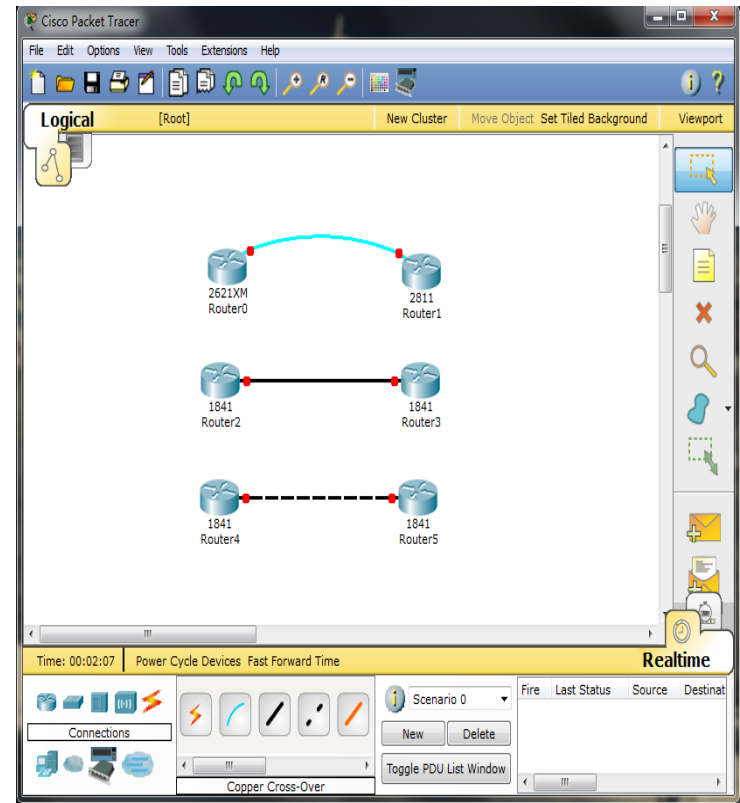 Cisco Packet Tracer
File Edit Options View Tools Extensions Help
Logical [Root] New Cluster Move Object Set Tiled Background Viewport
2621XM
Router0
2811
Router1
1841
Router2
1841
Router3
1841
Router4
1841
Router5
Time: 00:02:07 Power Cycle Devices Fast Forward Time Realtime
Connections
Copper Cross-Over
Scenario 0
New Delete
Toggle PDU List Window
Fire Last Status Source Destinat